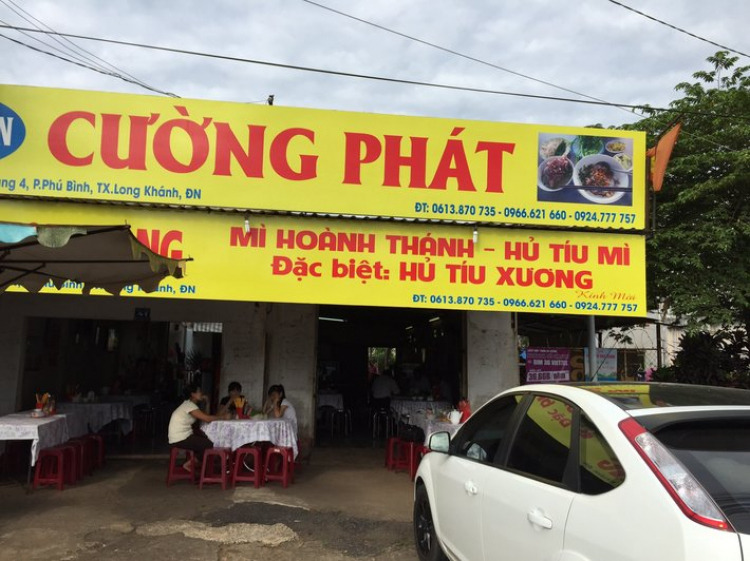 CƯỜNG PHÁT
4, P.Phú Bình, TX.Long Khánh, ĐN
ĐT: 0613.870 735 - 0966.621 660 - 0924.777 757
MÌ HOÀNH THÁNH - HỦ TÍU MÌ
Đặc biệt: HỦ TÍU XƯƠNG
Kính Mời
ĐN
ĐT: 0613.870 735 - 0966.621 660 - 0924.777 757